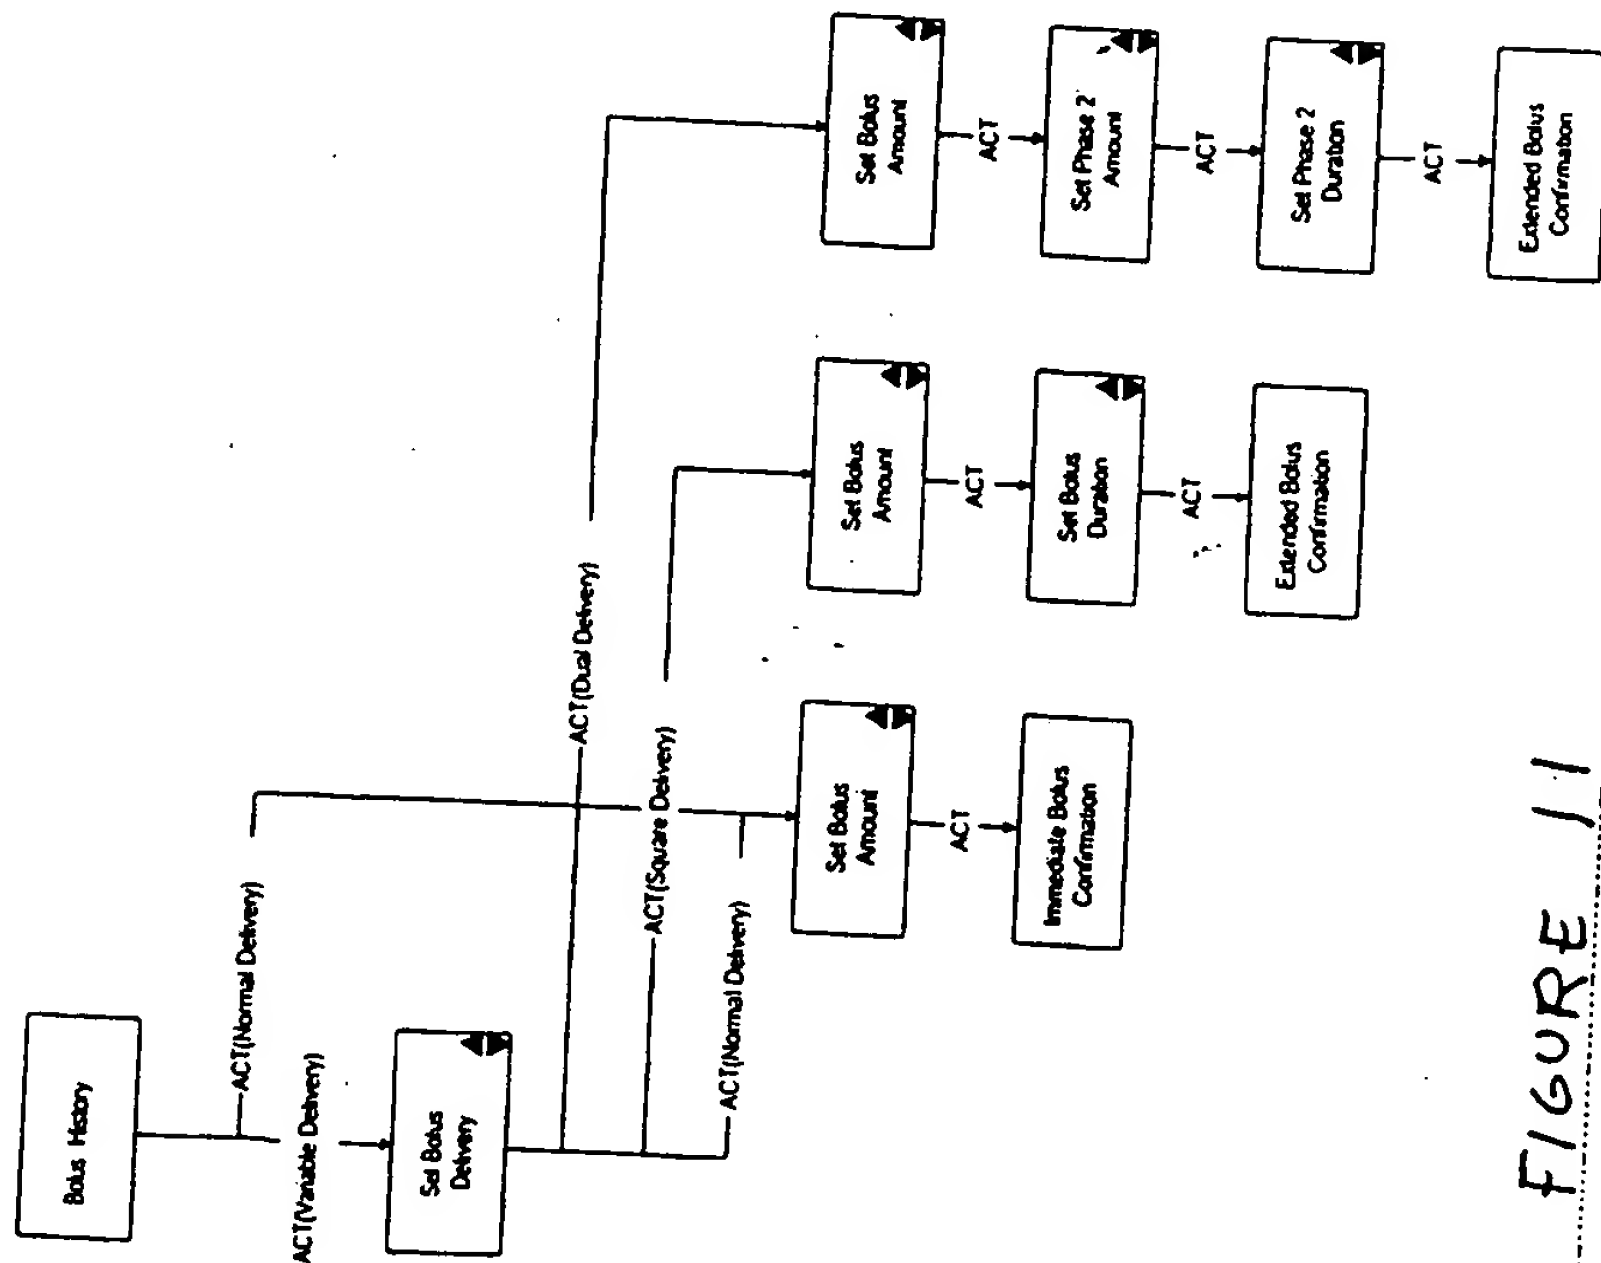 Bolus History
ACT(Normal Delivery)
ACT(Variable Delivery)
Set Bolus
Delivery
ACT(Dual Delivery)
ACT(Square Delivery)
ACT(Normal Delivery)
Set Bolus
Amount
ACT
Immediate Bolus
Confirmation
Set Bolus
Amount
ACT
Set Bolus
Duration
ACT
Extended Bolus
Confirmation
Set Bolus
Amount
ACT
Set Phase 2
Amount
ACT
Set Phase 2
Duration
ACT
Extended Bolus
Confirmation
FIGURE 11